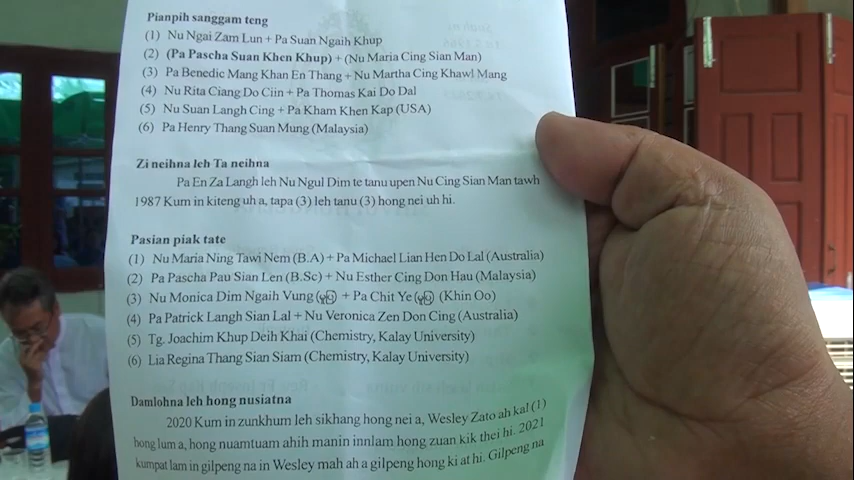 Pianpih sanggam teng
(1) Nu Ngai Zam Lun + Pa Suan Ngaih Khup
(2) (Pa Pascha Suan Khen Khup) + (Nu Maria Cing Sian Man)
(3) Pa Benedic Mang Khan En Thang + Nu Martha Cing Khawl Mang
(4) Nu Rita Ciang Do Ciin + Pa Thomas Kai Do Dal
(5) Nu Suan Langh Cing + Pa Kham Khen Kap (USA)
(6) Pa Henry Thang Suan Mung (Malaysia)
Zi neihna leh Ta neihna
Pa En Za Langh leh Nu Ngul Dim te tanu upen Nu Cing Sian Man tawh
1987 Kum in kiteng uh a, tapa (3) leh tanu (3) hong nei uh hi.
Pasian piak tate
(1) Nu Maria Ning Tawi Nem (B.A) + Pa Michael Lian Hen Do Lal (Australia)
(2) Pa Pascha Pau Sian Len (B.Sc) + Nu Esther Cing Don Hau (Malaysia)
(3) Nu Monica Dim Ngaih Vung + Pa Chit Ye (Khin Oo)
(4) Pa Patrick Langh Sian Lal + Nu Veronica Zen Don Cing (Australia)
(5) Tg. Joachim Khup Deih Khai (Chemistry, Kalay University)
(6) Lia Regina Thang Sian Siam (Chemistry, Kalay University)
Damlohna leh hong nusiatna
2020 Kum in zunkhum leh sikhang hong nei a, Wesley Zato ah kal (1)
hong lum a, hong nuamtuam ahih manin innlam hong zuan kik thei hi. 2021
kumpat lam in gilpeng na in Wesley mah ah a gilpeng hong ki at hi. Gilpeng na